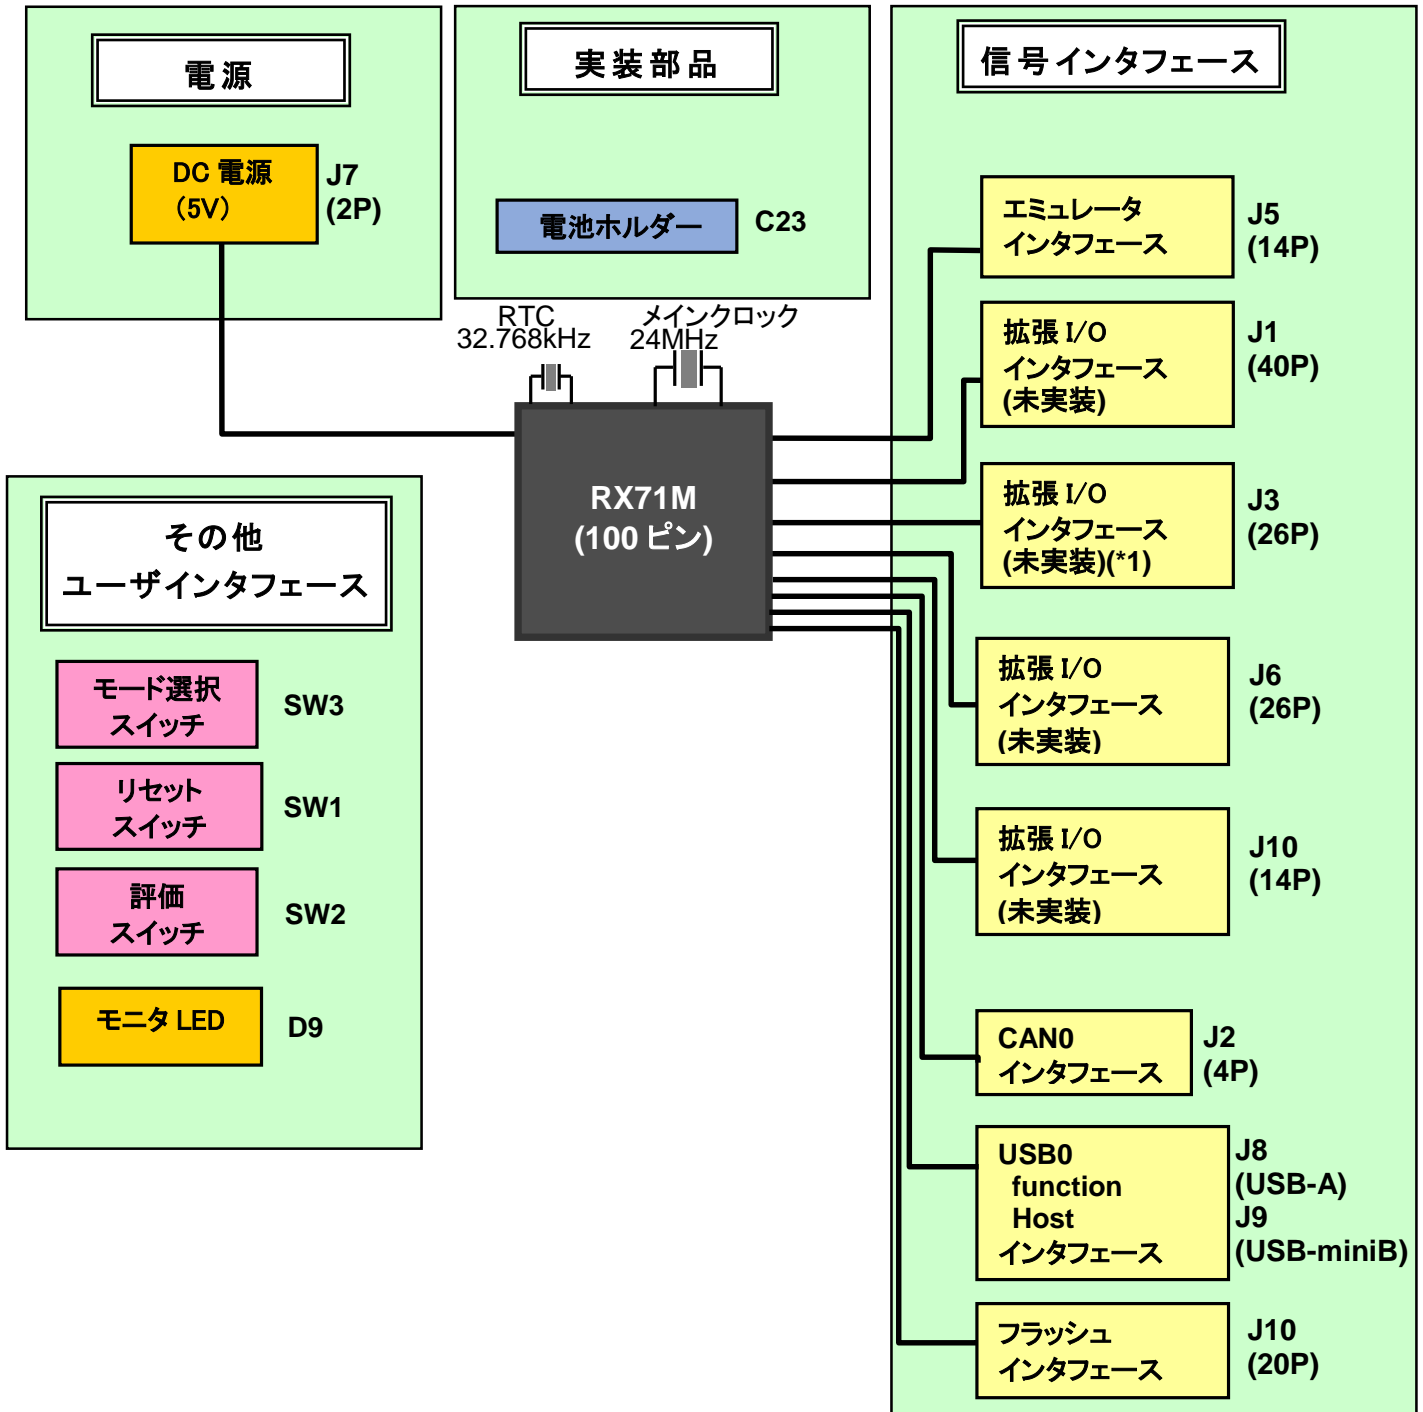 電源
DC 電源
（5V）
J7
(2P)
実装部品
電池ホルダー
C23
RTC
32.768kHz
メインクロック
24MHz
RX71M
(100 ピン)
その他
ユーザインタフェース
モード選択
スイッチ
SW3
リセット
スイッチ
SW1
評価
スイッチ
SW2
モニタ LED
D9
信号インタフェース
エミュレータ
インタフェース
J5
(14P)
拡張 I/O
インタフェース
(未実装)
J1
(40P)
拡張 I/O
インタフェース
(未実装)(*1)
J3
(26P)
拡張 I/O
インタフェース
(未実装)
J6
(26P)
拡張 I/O
インタフェース
(未実装)
J10
(14P)
CAN0
インタフェース
J2
(4P)
USB0
function
Host
インタフェース
J8
(USB-A)
J9
(USB-miniB)
フラッシュ
インタフェース
J10
(20P)